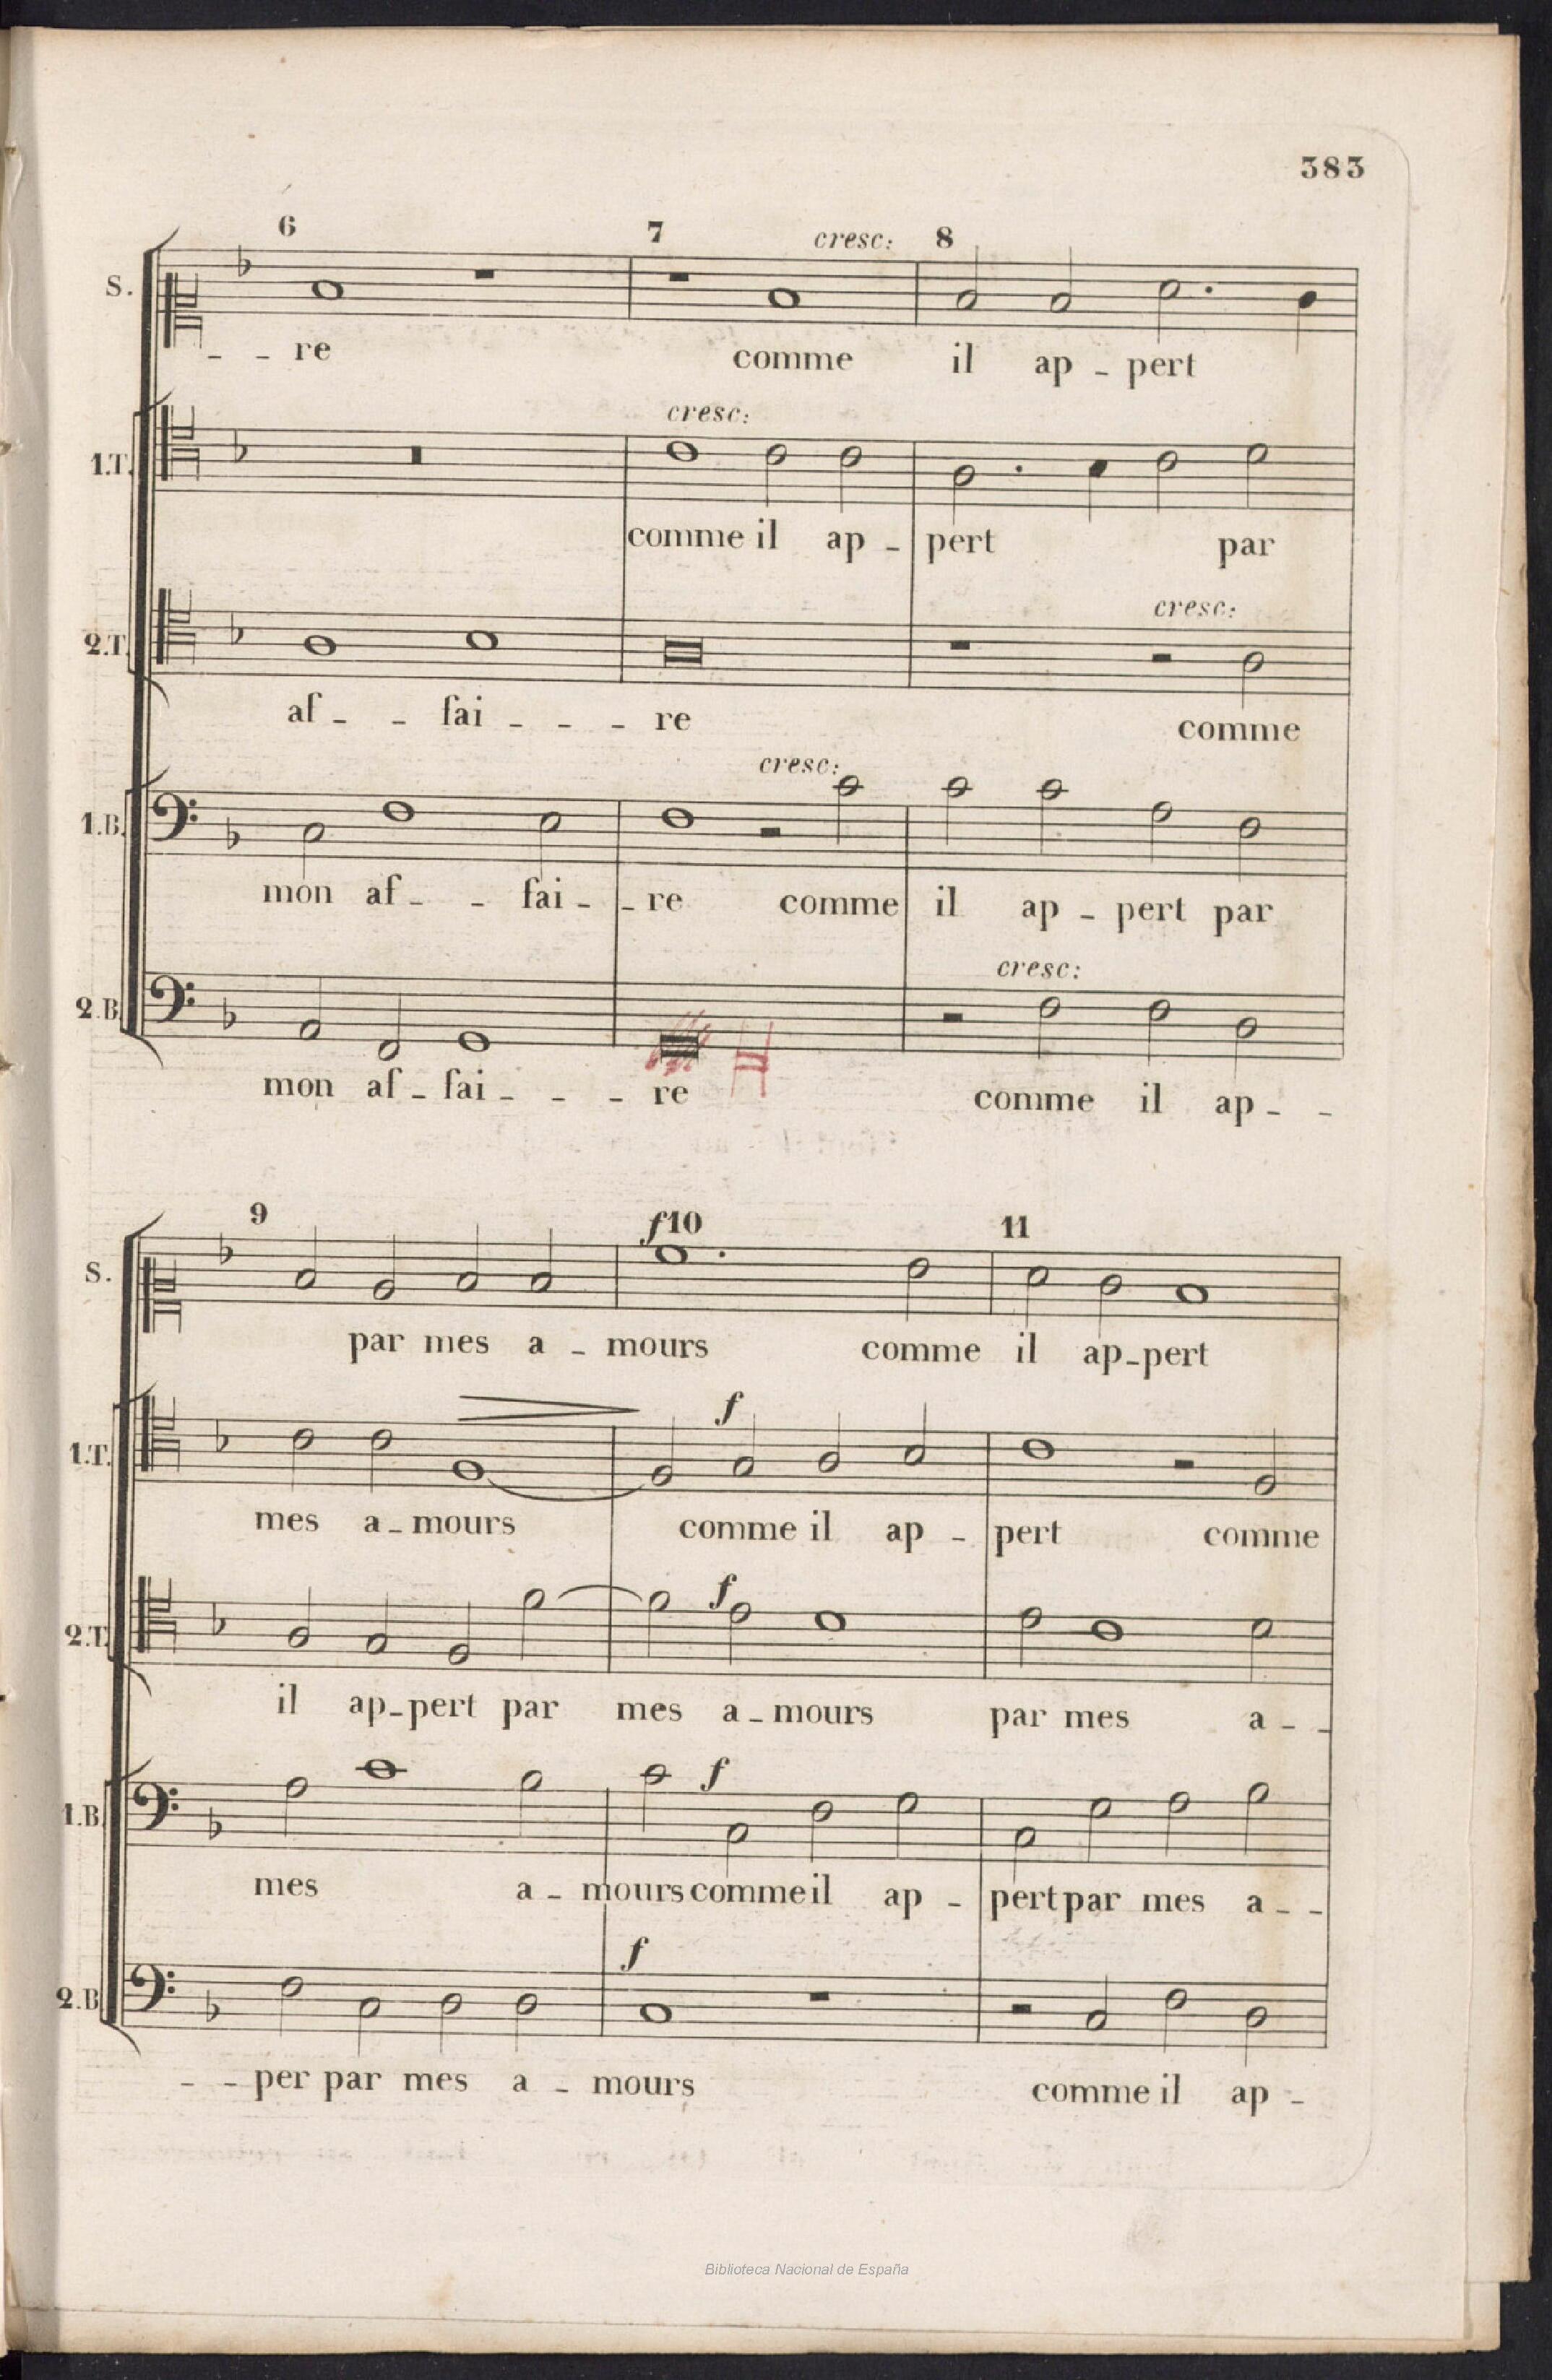 383
6 7 cresc: 8
S.
- - re comme il ap - pert
cresc:
1.T.
comme il ap - pert par
cresc:
2.T.
af - - fai - - - re comme
cresc:
1.B.
mon af - - fai - - re comme il ap - pert par
cresc:
2.B.
mon af - fai - - - re comme il ap - -
9 f 10 11
S.
par mes a - mours comme il ap - pert
f
1.T.
mes a - mours comme il ap - pert comme
f
2.T.
il ap - pert par mes a - mours par mes a - -
f
1.B.
mes a - mours comme il ap - pert par mes a - -
f
2.B.
- - per par mes a - mours comme il ap -
Biblioteca Nacional de España